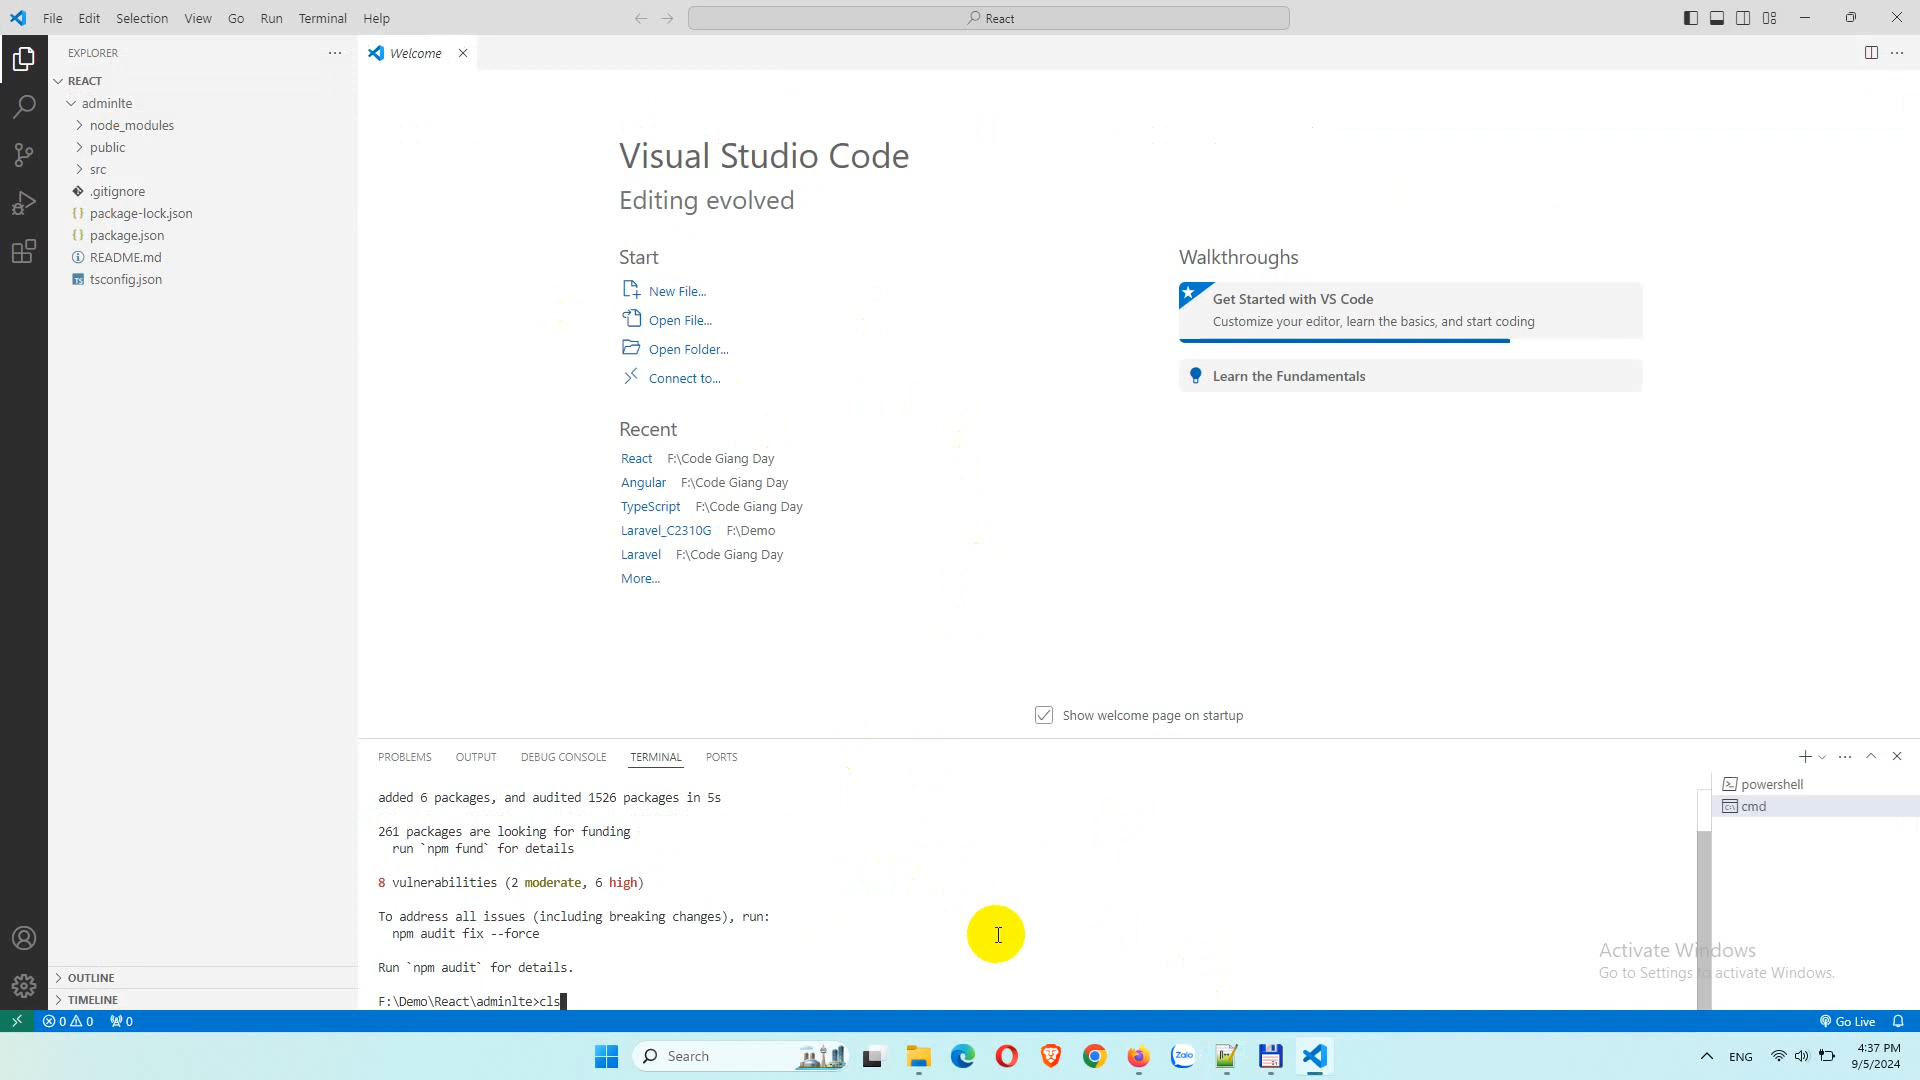 File Edit Selection View Go Run Terminal Help
React
EXPLORER
Welcome
REACT
adminlte
node_modules
public
src
.gitignore
package-lock.json
package.json
README.md
tsconfig.json
Visual Studio Code
Editing evolved
Start
New File...
Open File...
Open Folder...
Connect to...
Walkthroughs
Get Started with VS Code
Customize your editor, learn the basics, and start coding
Learn the Fundamentals
Recent
React F:\Code Giang Day
Angular F:\Code Giang Day
TypeScript F:\Code Giang Day
Laravel_C2310G F:\Demo
Laravel F:\Code Giang Day
More...
Show welcome page on startup
PROBLEMS OUTPUT DEBUG CONSOLE TERMINAL PORTS
added 6 packages, and audited 1526 packages in 5s
261 packages are looking for funding
run `npm fund` for details
8 vulnerabilities (2 moderate, 6 high)
To address all issues (including breaking changes), run:
npm audit fix --force
Run `npm audit` for details.
F:\Demo\React\adminlte>cls
powershell
cmd
Activate Windows
Go to Settings to activate Windows.
OUTLINE
TIMELINE
0 0 0
Go Live
Search
Zalo
ENG
4:37 PM
9/5/2024